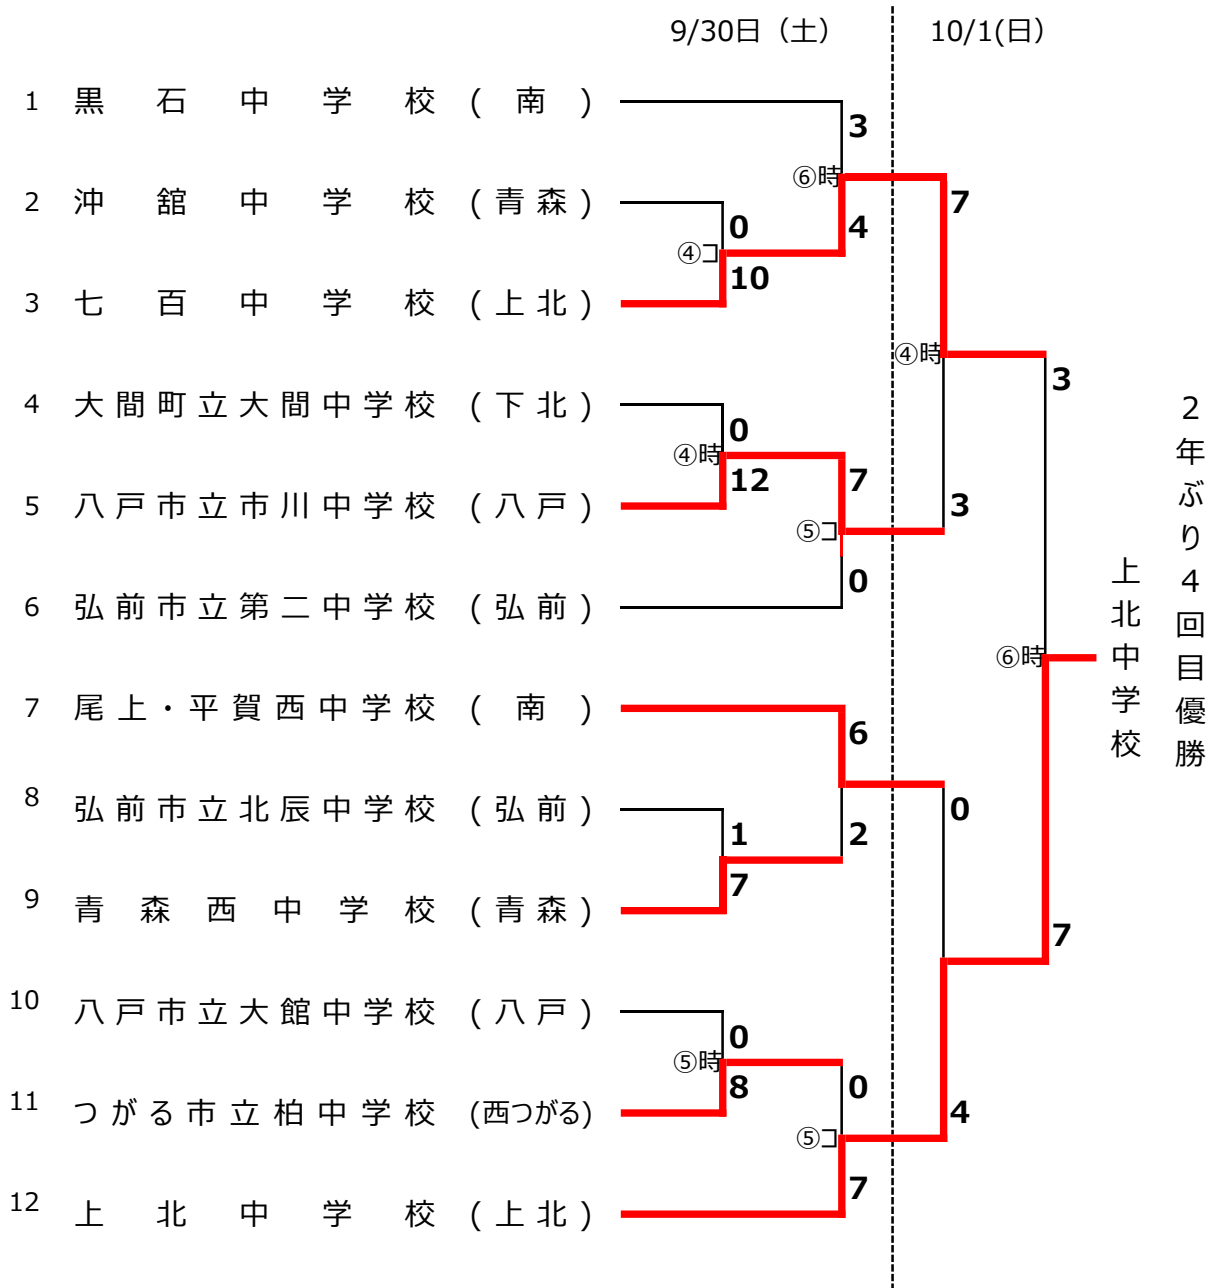 9/30日（土） 10/1(日）
1 黒石中学校 (南)
3
⑥時
2 沖舘中学校 (青森)
7
0
4
④コ
10
3 七百中学校 (上北)
④時
3
4 大間町立大間中学校 (下北)
0
④時
12
7
5 八戸市立市川中学校 (八戸)
3
⑤コ
0
6 弘前市立第二中学校 (弘前)
⑥時
上北中学校
２年ぶり４回目優勝
7 尾上・平賀西中学校 (南)
6
8 弘前市立北辰中学校 (弘前)
0
1
2
7
9 青森西中学校 (青森)
7
10 八戸市立大館中学校 (八戸)
0
⑤時
8
0
11 つがる市立柏中学校 (西つがる)
4
⑤コ
7
12 上北中学校 (上北)